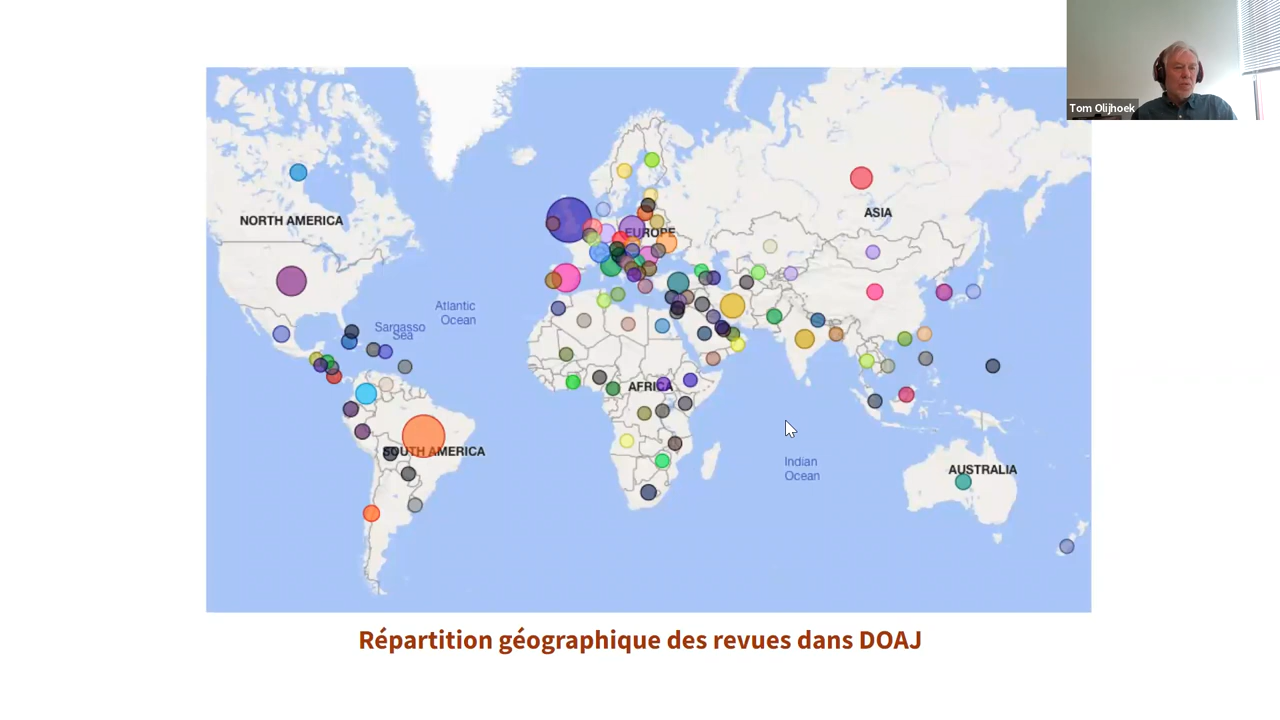 Tom Olijhoek
NORTH AMERICA
ASIA
EUROPE
Atlantic
Ocean
Sargasso
Sea
AFRICA
SOUTH AMERICA
Indian
Ocean
AUSTRALIA
Répartition géographique des revues dans DOAJ